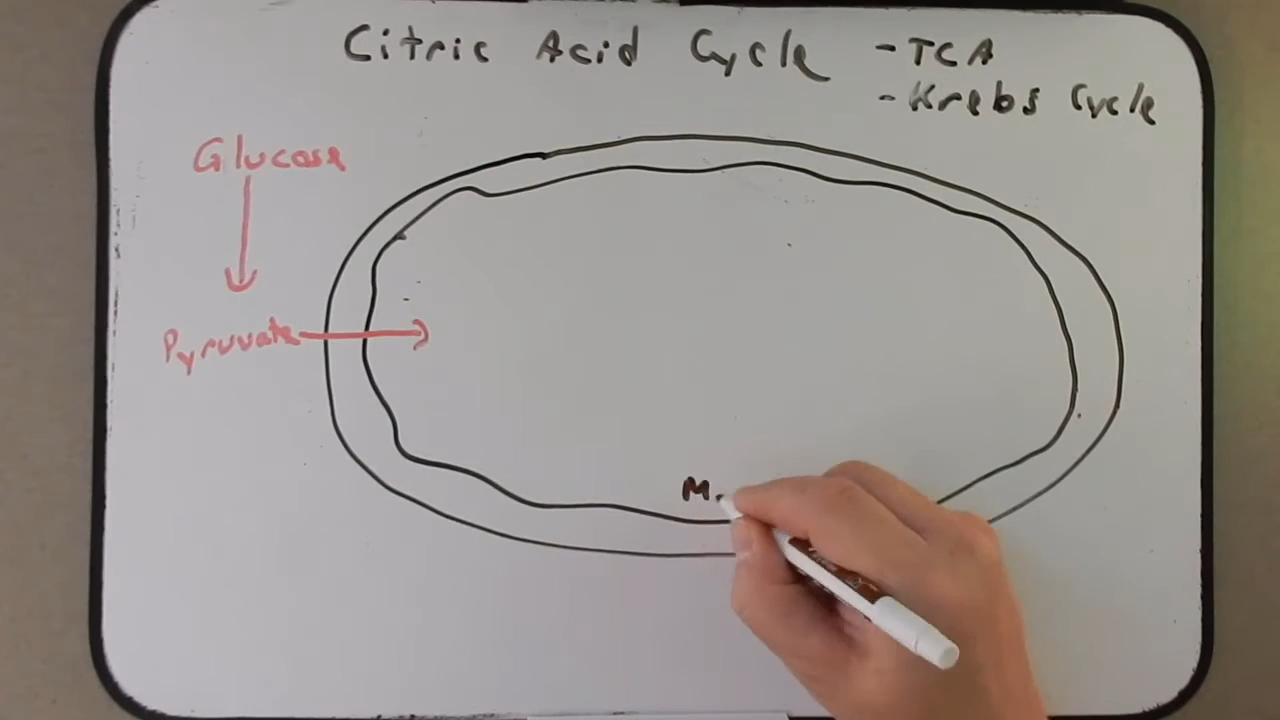 Citric Acid Cycle - TCA
- Krebs Cycle
Glucose
Pyruvate
M